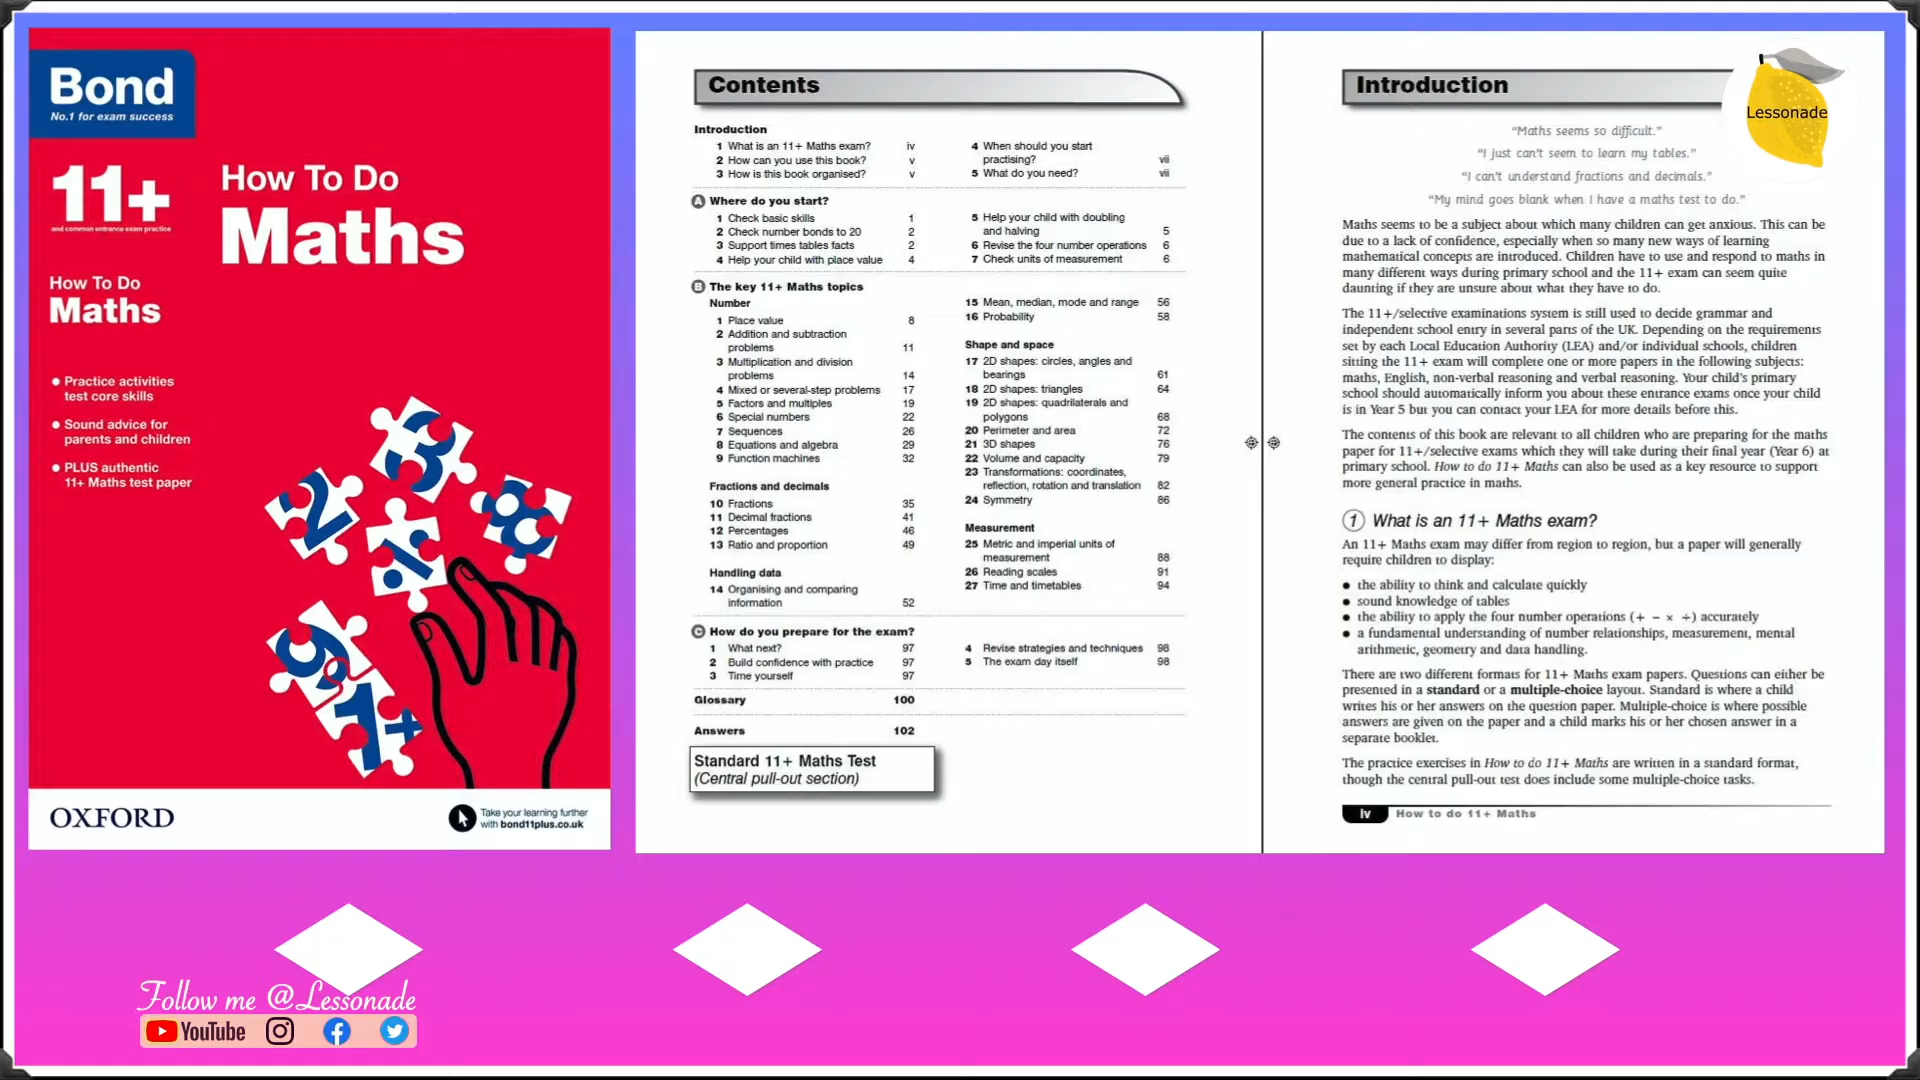 Bond
No.1 for exam success
11+
and common entrance exam practice
How To Do
Maths
How To Do
Maths
Practice activities
test core skills
Sound advice for
parents and children
PLUS authentic
11+ Maths test paper
2
3
8
%
9
7+
OXFORD
Take your learning further
with bond11plus.co.uk
Contents
Introduction
1 What is an 11+ Maths exam? iv
2 How can you use this book? v
3 How is this book organised? v
4 When should you start
practising? vii
5 What do you need? vii
A Where do you start?
1 Check basic skills 1
2 Check number bonds to 20 2
3 Support times tables facts 2
4 Help your child with place value 4
5 Help your child with doubling
and halving 5
6 Revise the four number operations 6
7 Check units of measurement 6
B The key 11+ Maths topics
Number
1 Place value 8
2 Addition and subtraction
problems 11
3 Multiplication and division
problems 14
4 Mixed or several-step problems 17
5 Factors and multiples 19
6 Special numbers 22
7 Sequences 26
8 Equations and algebra 29
9 Function machines 32
Fractions and decimals
10 Fractions 35
11 Decimal fractions 41
12 Percentages 46
13 Ratio and proportion 49
Handling data
14 Organising and comparing
information 52
15 Mean, median, mode and range 56
16 Probability 58
Shape and space
17 2D shapes: circles, angles and
bearings 61
18 2D shapes: triangles 64
19 2D shapes: quadrilaterals and
polygons 68
20 Perimeter and area 72
21 3D shapes 76
22 Volume and capacity 79
23 Transformations: coordinates,
reflection, rotation and translation 82
24 Symmetry 86
Measurement
25 Metric and imperial units of
measurement 88
26 Reading scales 91
27 Time and timetables 94
C How do you prepare for the exam?
1 What next? 97
2 Build confidence with practice 97
3 Time yourself 97
4 Revise strategies and techniques 98
5 The exam day itself 98
Glossary 100
Answers 102
Standard 11+ Maths Test
(Central pull-out section)
Introduction
Lessonade
“Maths seems so difficult.”
“I just can’t seem to learn my tables.”
“I can’t understand fractions and decimals.”
“My mind goes blank when I have a maths test to do.”
Maths seems to be a subject about which many children can get anxious. This can be
due to a lack of confidence, especially when so many new ways of learning
mathematical concepts are introduced. Children have to use and respond to maths in
many different ways during primary school and the 11+ exam can seem quite
daunting if they are unsure about what they have to do.
The 11+/selective examinations system is still used to decide grammar and
independent school entry in several parts of the UK. Depending on the requirements
set by each Local Education Authority (LEA) and/or individual schools, children
sitting the 11+ exam will complete one or more papers in the following subjects:
maths, English, non-verbal reasoning and verbal reasoning. Your child’s primary
school should automatically inform you about these entrance exams once your child
is in Year 5 but you can contact your LEA for more details before this.
The contents of this book are relevant to all children who are preparing for the maths
paper for 11+/selective exams which they will take during their final year (Year 6) at
primary school. How to do 11+ Maths can also be used as a key resource to support
more general practice in maths.
1 What is an 11+ Maths exam?
An 11+ Maths exam may differ from region to region, but a paper will generally
require children to display:
the ability to think and calculate quickly
sound knowledge of tables
the ability to apply the four number operations (+ − × ÷) accurately
a fundamental understanding of number relationships, measurement, mental
arithmetic, geometry and data handling.
There are two different formats for 11+ Maths exam papers. Questions can either be
presented in a standard or a multiple-choice layout. Standard is where a child
writes his or her answers on the question paper. Multiple-choice is where possible
answers are given on the paper and a child marks his or her chosen answer in a
separate booklet.
The practice exercises in How to do 11+ Maths are written in a standard format,
though the central pull-out test does include some multiple-choice tasks.
iv How to do 11+ Maths
Follow me @Lessonade
YouTube